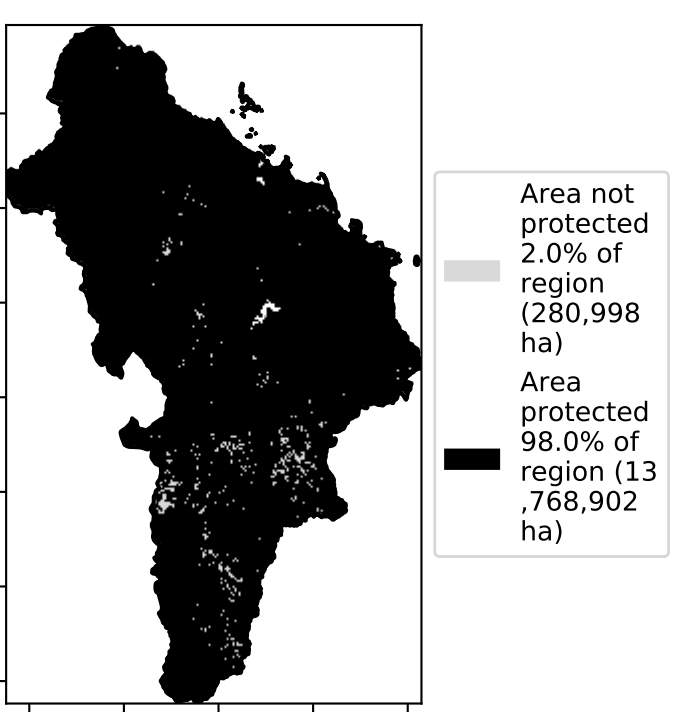 Area not
protected
2.0% of
region
(280,998
ha)
Area
protected
98.0% of
region (13
,768,902
ha)